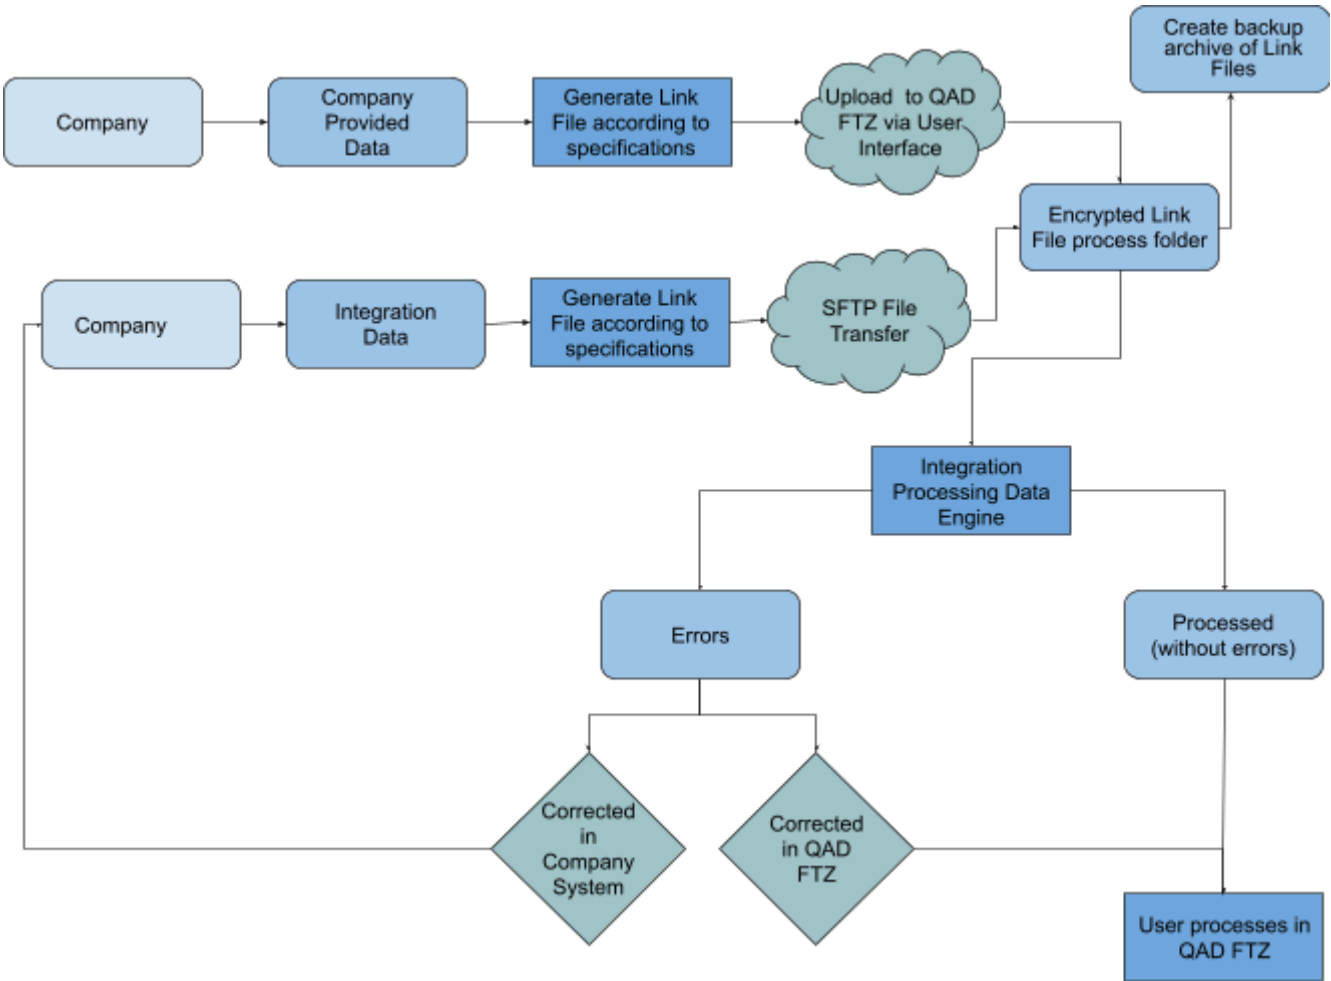 Create backup
archive of Link
Files
Company
Company
Provided
Data
Generate Link
File according to
specifications
Upload to QAD
FTZ via User
Interface
Encrypted Link
File process folder
Company
Integration
Data
Generate Link
File according to
specifications
SFTP File
Transfer
Integration
Processing Data
Engine
Errors
Processed
(without errors)
Corrected
in
Company
System
Corrected
in QAD
FTZ
User processes in
QAD FTZ